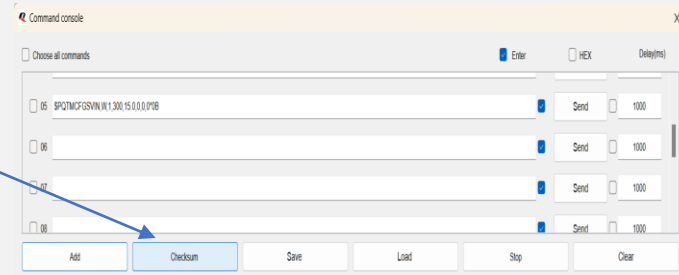 Command console X
Choose all commands Enter HEX Delay(ms)
05 $PQTMCFGSVIN,W,1,300,15.0,0,0,0*0B Send 1000
06 Send 1000
07 Send 1000
08 Send 1000
Add Checksum Save Load Stop Clear